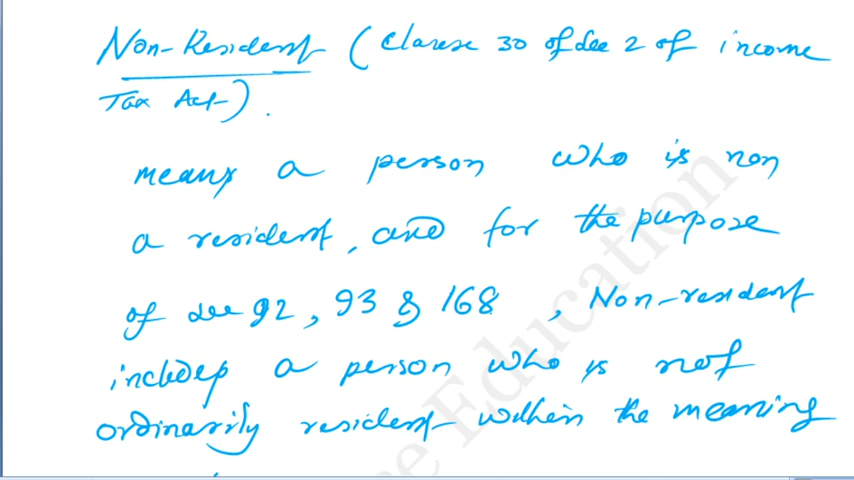 Non-Resident (Clause 30 of Sec 2 of income
Tax Act).
means a person who is non
a resident, and for the purpose
of sec 92, 93 & 168, Non-resident
includes a person who is not
ordinarily resident within the meaning
re Education